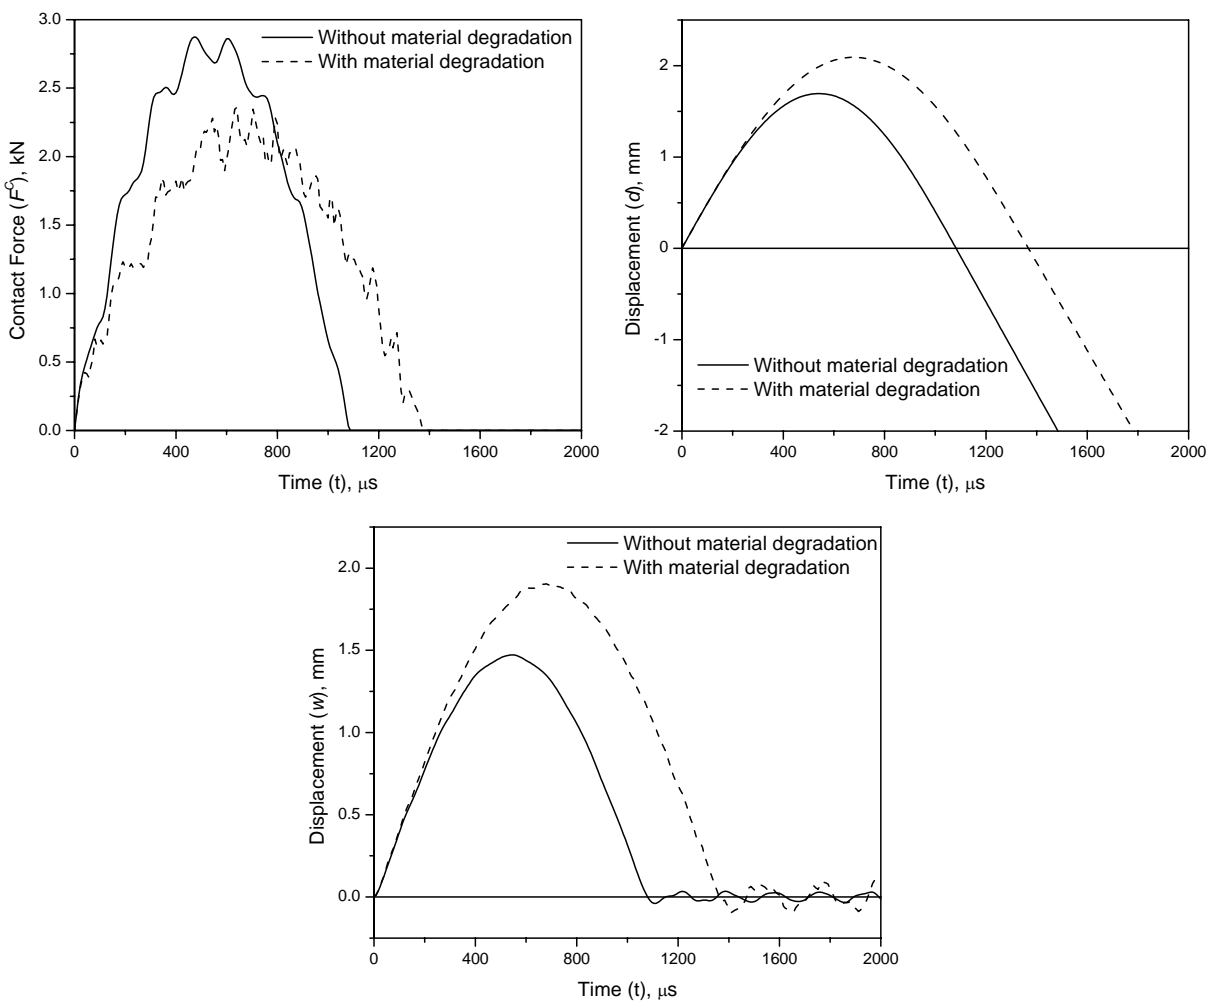 Without material degradation
With material degradation
3.0
2.5
2.0
1.5
1.0
0.5
0.0
Contact Force (F^C), kN
0
400
800
1200
1600
2000
Time (t), μs
2
1
0
-1
-2
Displacement (d), mm
Without material degradation
With material degradation
0
400
800
1200
1600
2000
Time (t), μs
Without material degradation
With material degradation
2.0
1.5
1.0
0.5
0.0
Displacement (w), mm
0
400
800
1200
1600
2000
Time (t), μs